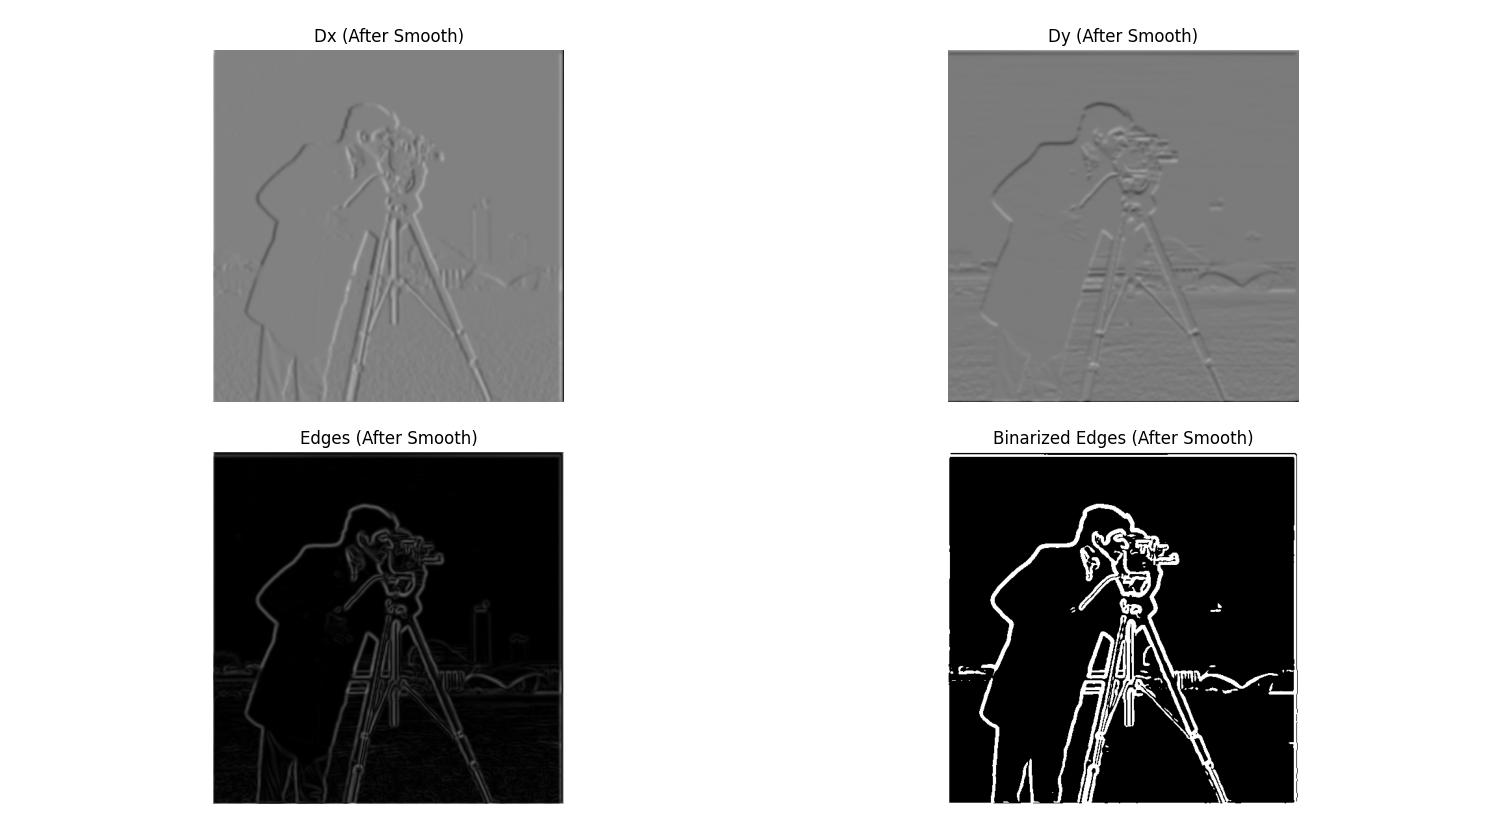 Dx (After Smooth)
Dy (After Smooth)
Edges (After Smooth)
Binarized Edges (After Smooth)